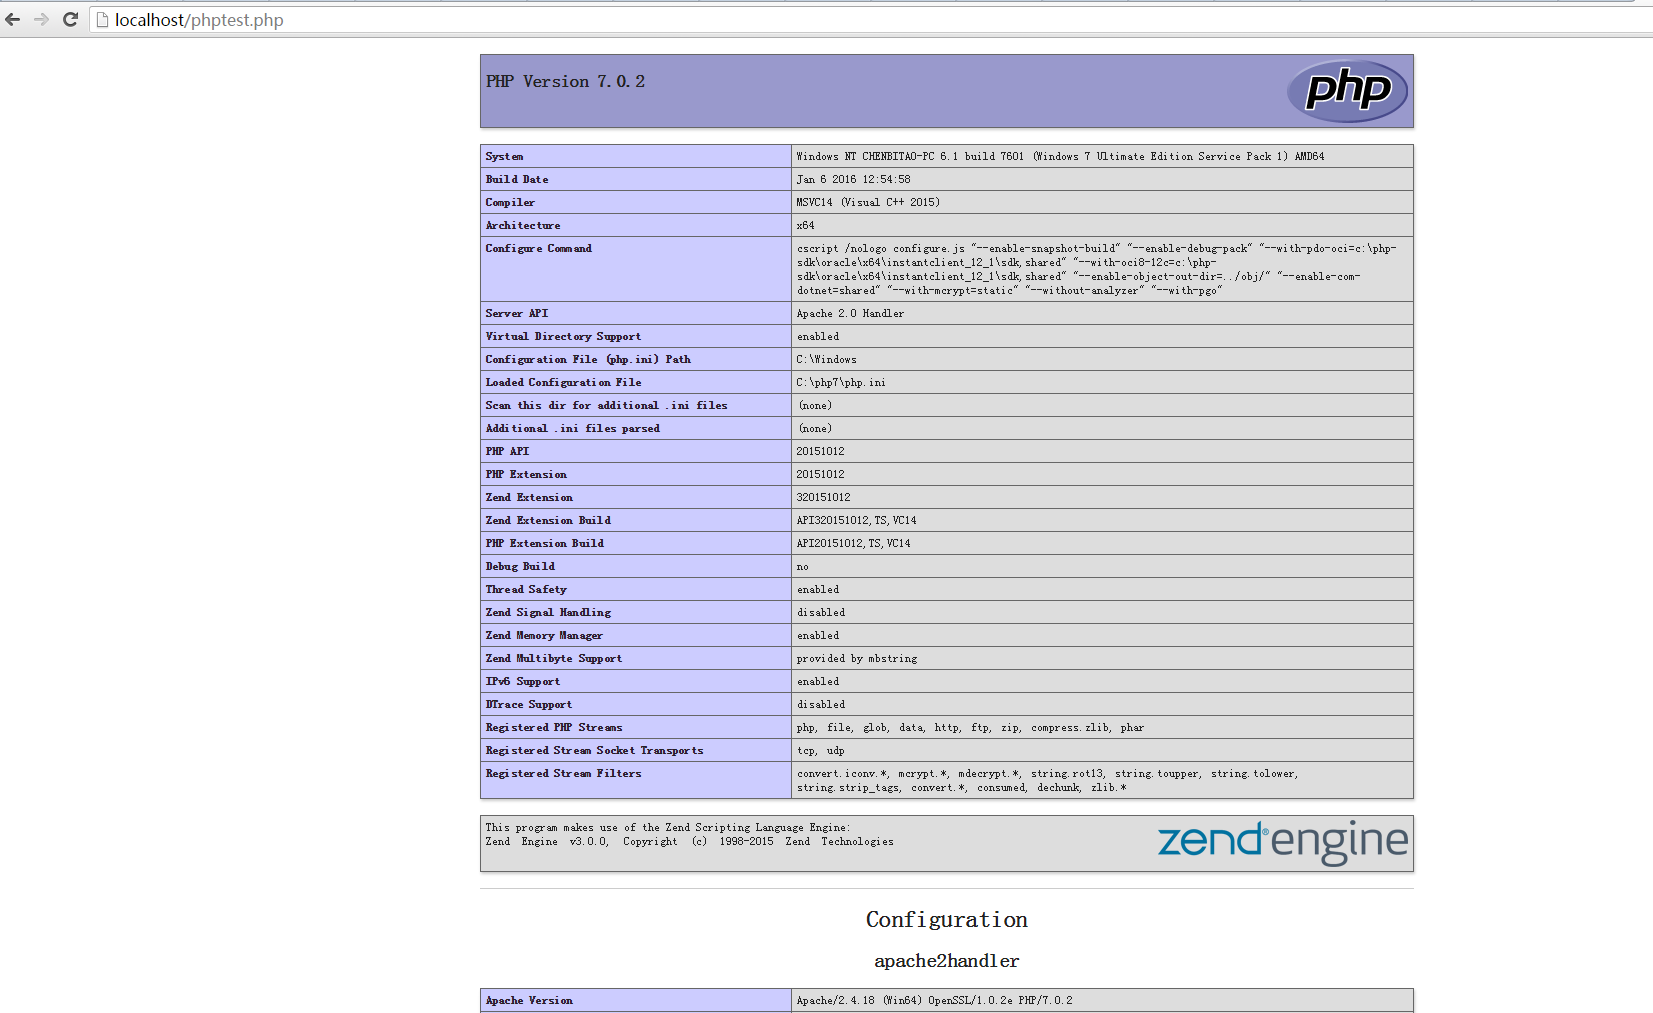 localhost/phptest.php
PHP Version 7.0.2
php
System Windows NT CHENBITAO-PC 6.1 build 7601 (Windows 7 Ultimate Edition Service Pack 1) AMD64
Build Date Jan 6 2016 12:54:58
Compiler MSVC14 (Visual C++ 2015)
Architecture x64
Configure Command cscript /nologo configure.js "--enable-snapshot-build" "--enable-debug-pack" "--with-pdo-oci=c:\php-
sdk\oracle\x64\instantclient_12_1\sdk,shared" "--with-oci8-12c=c:\php-
sdk\oracle\x64\instantclient_12_1\sdk,shared" "--enable-object-out-dir=../obj/" "--enable-com-
dotnet=shared" "--with-mcrypt=static" "--without-analyzer" "--with-pgo"
Server API Apache 2.0 Handler
Virtual Directory Support enabled
Configuration File (php.ini) Path C:\Windows
Loaded Configuration File C:\php7\php.ini
Scan this dir for additional .ini files (none)
Additional .ini files parsed (none)
PHP API 20151012
PHP Extension 20151012
Zend Extension 320151012
Zend Extension Build API320151012,TS,VC14
PHP Extension Build API20151012,TS,VC14
Debug Build no
Thread Safety enabled
Zend Signal Handling disabled
Zend Memory Manager enabled
Zend Multibyte Support provided by mbstring
IPv6 Support enabled
DTrace Support disabled
Registered PHP Streams php, file, glob, data, http, ftp, zip, compress.zlib, phar
Registered Stream Socket Transports tcp, udp
Registered Stream Filters convert.iconv.*, mcrypt.*, mdecrypt.*, string.rot13, string.toupper, string.tolower,
string.strip_tags, convert.*, consumed, dechunk, zlib.*
This program makes use of the Zend Scripting Language Engine:
Zend Engine v3.0.0, Copyright (c) 1998-2015 Zend Technologies
zend® engine
Configuration
apache2handler
Apache Version Apache/2.4.18 (Win64) OpenSSL/1.0.2e PHP/7.0.2